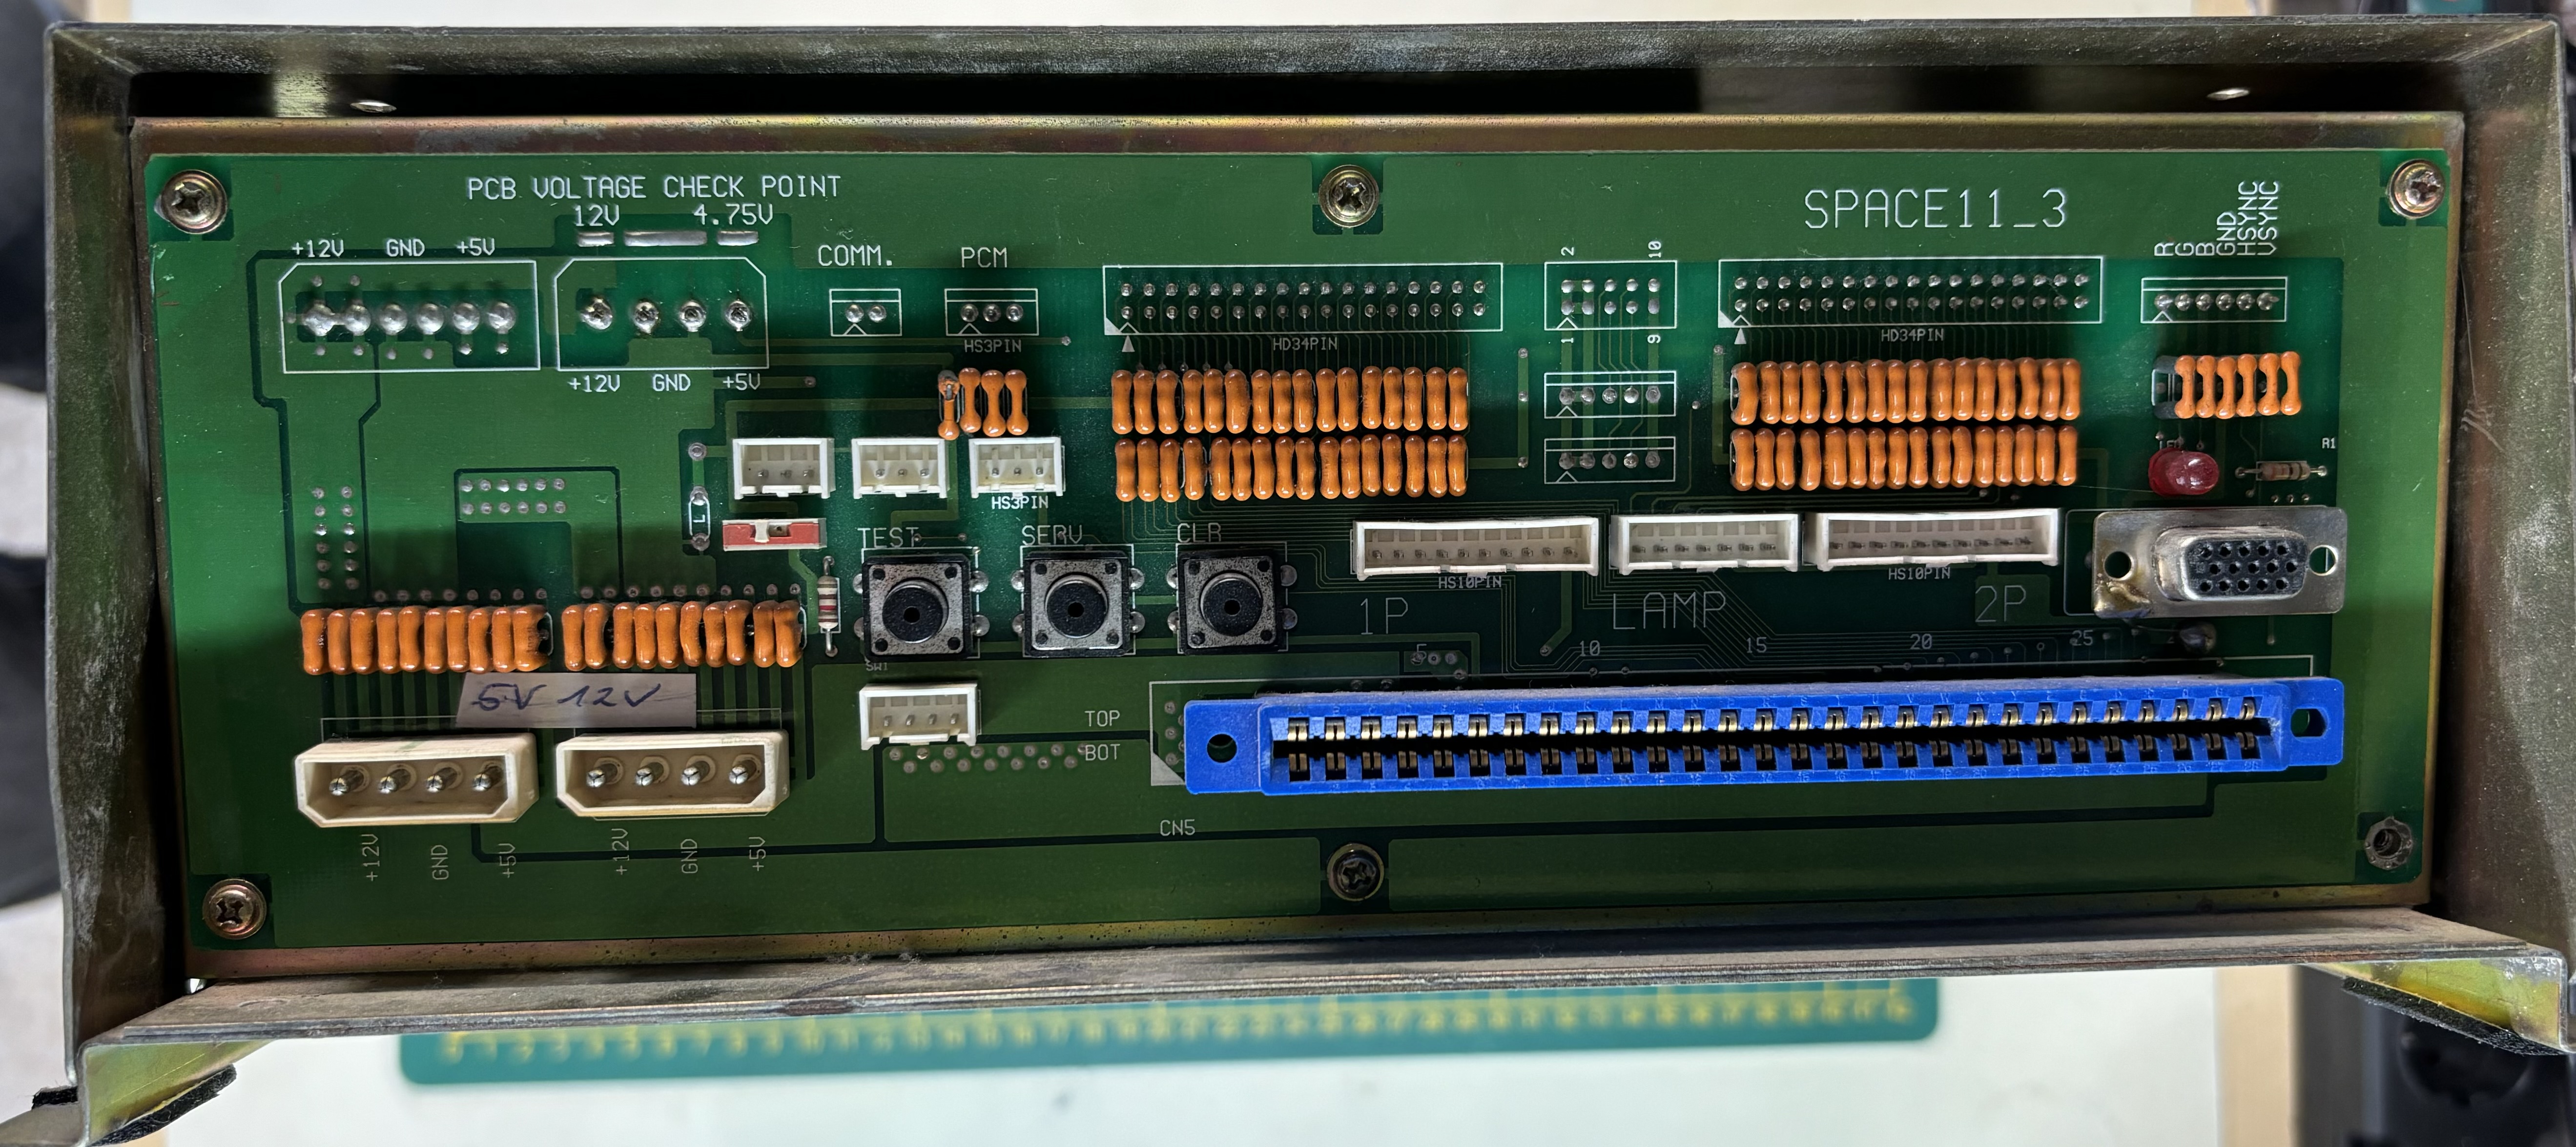 PCB VOLTAGE CHECK POINT
12V 4.75V
+12V GND +5V
COMM.
PCM
SPACE11_3
R
G
B
GND
HSYNC
VSYNC
2 10
1 9
HS3PIN
HD34PIN
HD34PIN
+12V GND +5V
L
HS3PIN
R1
TEST
SERV
CLR
HS10PIN
HS10PIN
1P
LAMP
2P
SW1
5 10 15 20 25
5V 12V
TOP
BOT
CN5
+12V
GND
+5V
+12V
GND
+5V